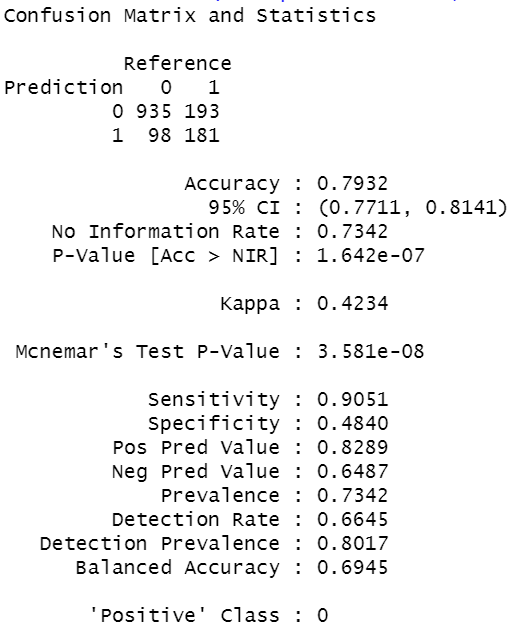 Confusion Matrix and Statistics
Reference
Prediction 0 1
0 935 193
1 98 181
Accuracy : 0.7932
95% CI : (0.7711, 0.8141)
No Information Rate : 0.7342
P-Value [Acc > NIR] : 1.642e-07
Kappa : 0.4234
Mcnemar's Test P-Value : 3.581e-08
Sensitivity : 0.9051
Specificity : 0.4840
Pos Pred Value : 0.8289
Neg Pred Value : 0.6487
Prevalence : 0.7342
Detection Rate : 0.6645
Detection Prevalence : 0.8017
Balanced Accuracy : 0.6945
'Positive' Class : 0